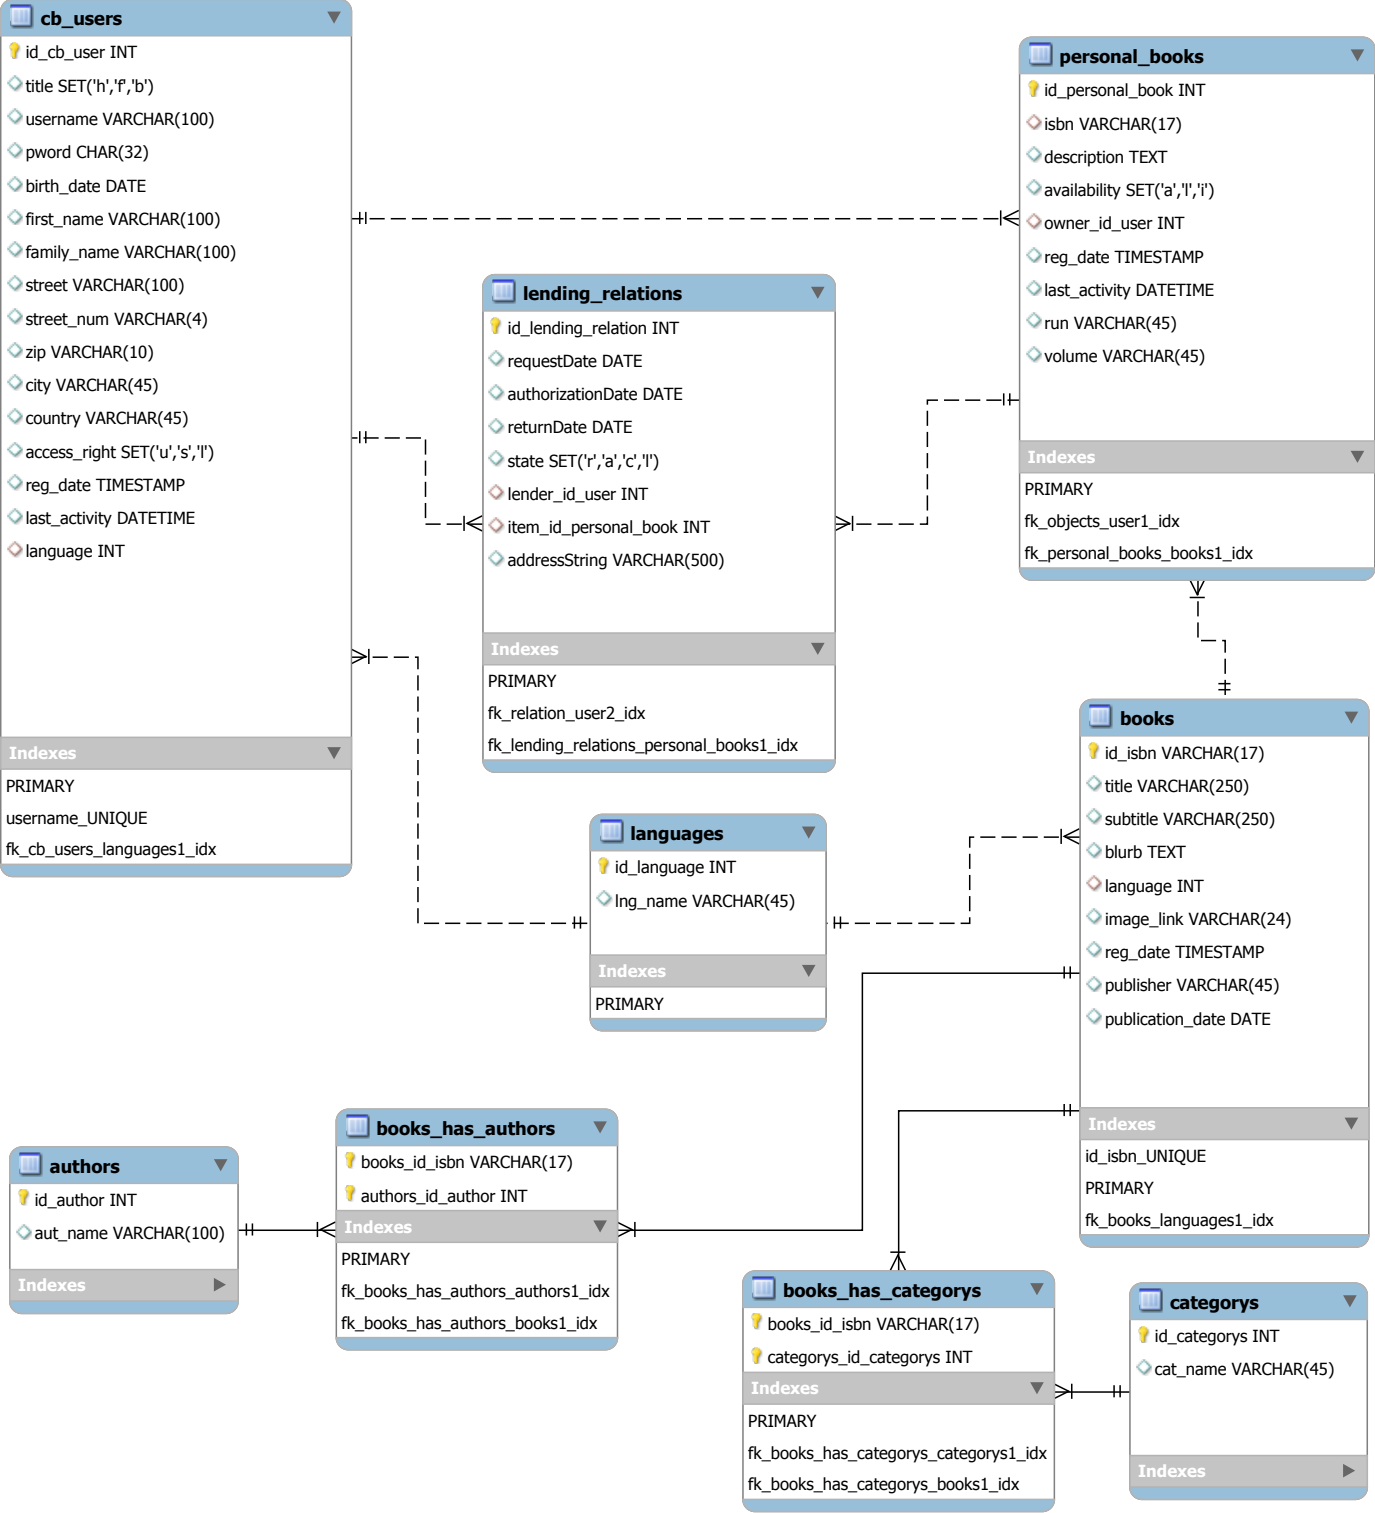 cb_users
id_cb_user INT
title SET('h','f','b')
username VARCHAR(100)
pword CHAR(32)
birth_date DATE
first_name VARCHAR(100)
family_name VARCHAR(100)
street VARCHAR(100)
street_num VARCHAR(4)
zip VARCHAR(10)
city VARCHAR(45)
country VARCHAR(45)
access_right SET('u','s','l')
reg_date TIMESTAMP
last_activity DATETIME
language INT
Indexes
PRIMARY
username_UNIQUE
fk_cb_users_languages1_idx
personal_books
id_personal_book INT
isbn VARCHAR(17)
description TEXT
availability SET('a','l','i')
owner_id_user INT
reg_date TIMESTAMP
last_activity DATETIME
run VARCHAR(45)
volume VARCHAR(45)
Indexes
PRIMARY
fk_objects_user1_idx
fk_personal_books_books1_idx
lending_relations
id_lending_relation INT
requestDate DATE
authorizationDate DATE
returnDate DATE
state SET('r','a','c','l')
lender_id_user INT
item_id_personal_book INT
addressString VARCHAR(500)
Indexes
PRIMARY
fk_relation_user2_idx
fk_lending_relations_personal_books1_idx
books
id_isbn VARCHAR(17)
title VARCHAR(250)
subtitle VARCHAR(250)
blurb TEXT
language INT
image_link VARCHAR(24)
reg_date TIMESTAMP
publisher VARCHAR(45)
publication_date DATE
Indexes
id_isbn_UNIQUE
PRIMARY
fk_books_languages1_idx
languages
id_language INT
lng_name VARCHAR(45)
Indexes
PRIMARY
authors
id_author INT
aut_name VARCHAR(100)
Indexes
books_has_authors
books_id_isbn VARCHAR(17)
authors_id_author INT
Indexes
PRIMARY
fk_books_has_authors_authors1_idx
fk_books_has_authors_books1_idx
books_has_categorys
books_id_isbn VARCHAR(17)
categorys_id_categorys INT
Indexes
PRIMARY
fk_books_has_categorys_categorys1_idx
fk_books_has_categorys_books1_idx
categorys
id_categorys INT
cat_name VARCHAR(45)
Indexes